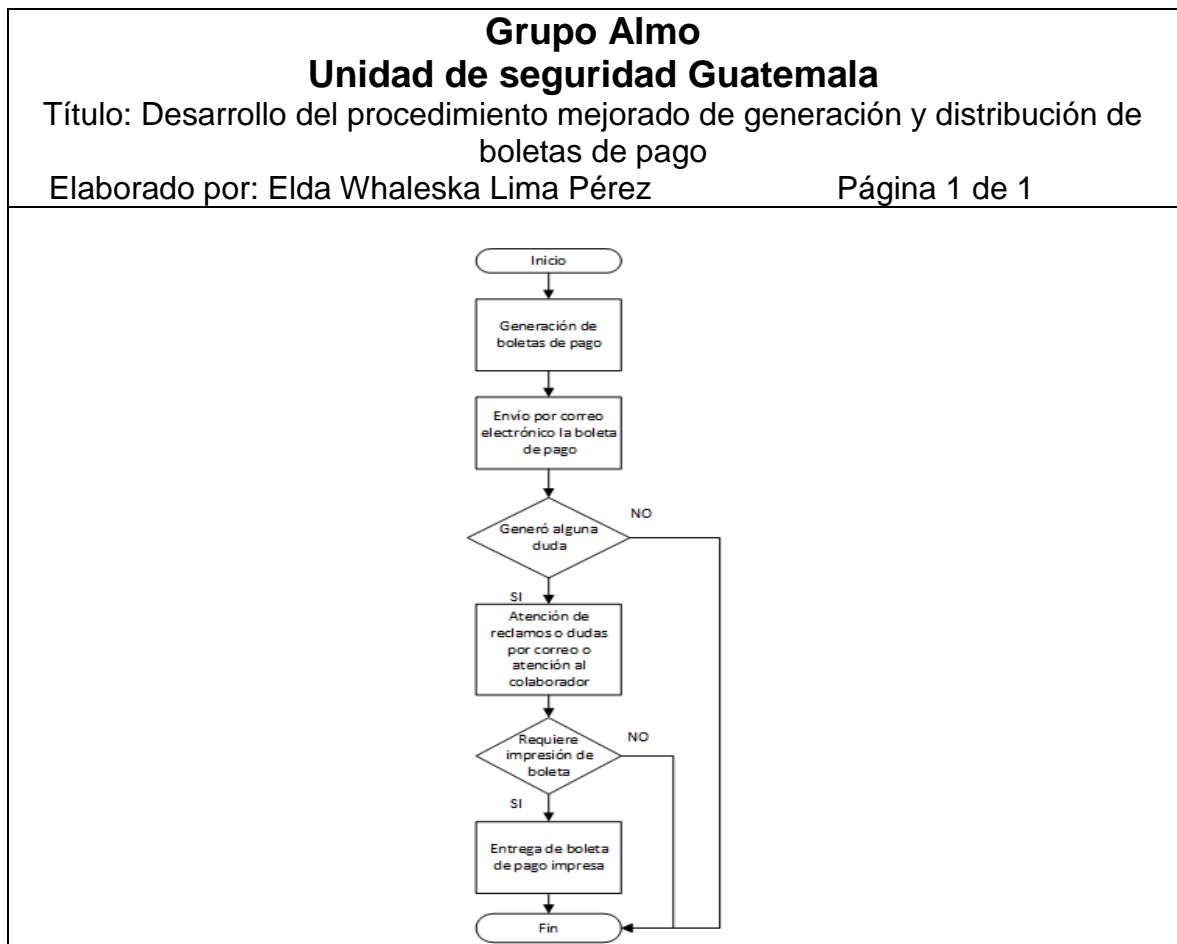 Grupo Almo
Unidad de seguridad Guatemala
Título: Desarrollo del procedimiento mejorado de generación y distribución de
boletas de pago
Elaborado por: Elda Whaleska Lima Pérez Página 1 de 1
Inicio
Generación de
boletas de pago
Envío por correo
electrónico la boleta
de pago
NO
Generó alguna
duda
SI
Atención de
reclamos o dudas
por correo o
atención al
colaborador
NO
Requiere
impresión de
boleta
SI
Entrega de boleta
de pago impresa
Fin